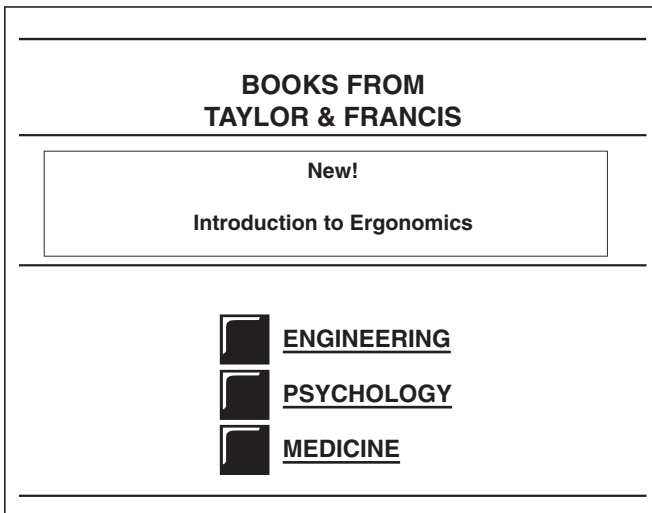 BOOKS FROM
TAYLOR & FRANCIS
New!
Introduction to Ergonomics
ENGINEERING
PSYCHOLOGY
MEDICINE